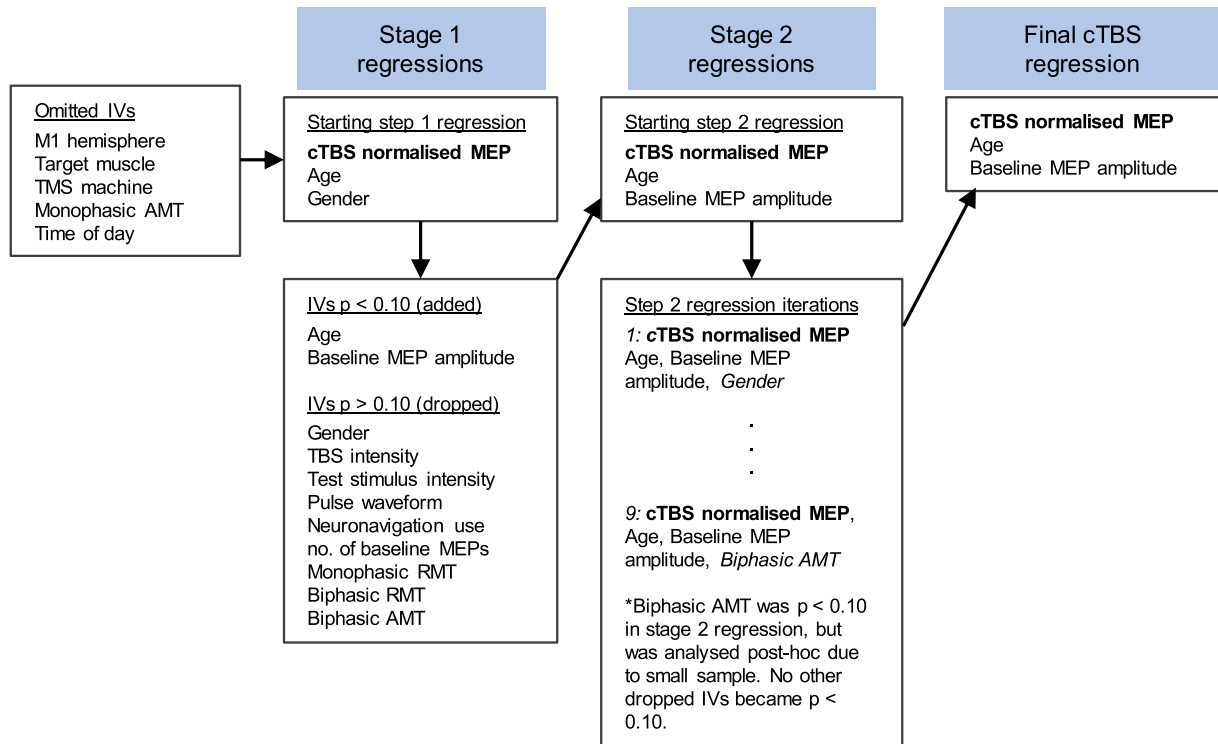 Stage 1
regressions
Stage 2
regressions
Final cTBS
regression
Omitted IVs
M1 hemisphere
Target muscle
TMS machine
Monophasic AMT
Time of day
Starting step 1 regression
cTBS normalised MEP
Age
Gender
IVs p < 0.10 (added)
Age
Baseline MEP amplitude
IVs p > 0.10 (dropped)
Gender
TBS intensity
Test stimulus intensity
Pulse waveform
Neuronavigation use
no. of baseline MEPs
Monophasic RMT
Biphasic RMT
Biphasic AMT
Starting step 2 regression
cTBS normalised MEP
Age
Baseline MEP amplitude
Step 2 regression iterations
1: cTBS normalised MEP
Age, Baseline MEP
amplitude, Gender
.
.
.
9: cTBS normalised MEP,
Age, Baseline MEP
amplitude, Biphasic AMT
*Biphasic AMT was p < 0.10
in stage 2 regression, but
was analysed post-hoc due
to small sample. No other
dropped IVs became p <
0.10.
cTBS normalised MEP
Age
Baseline MEP amplitude